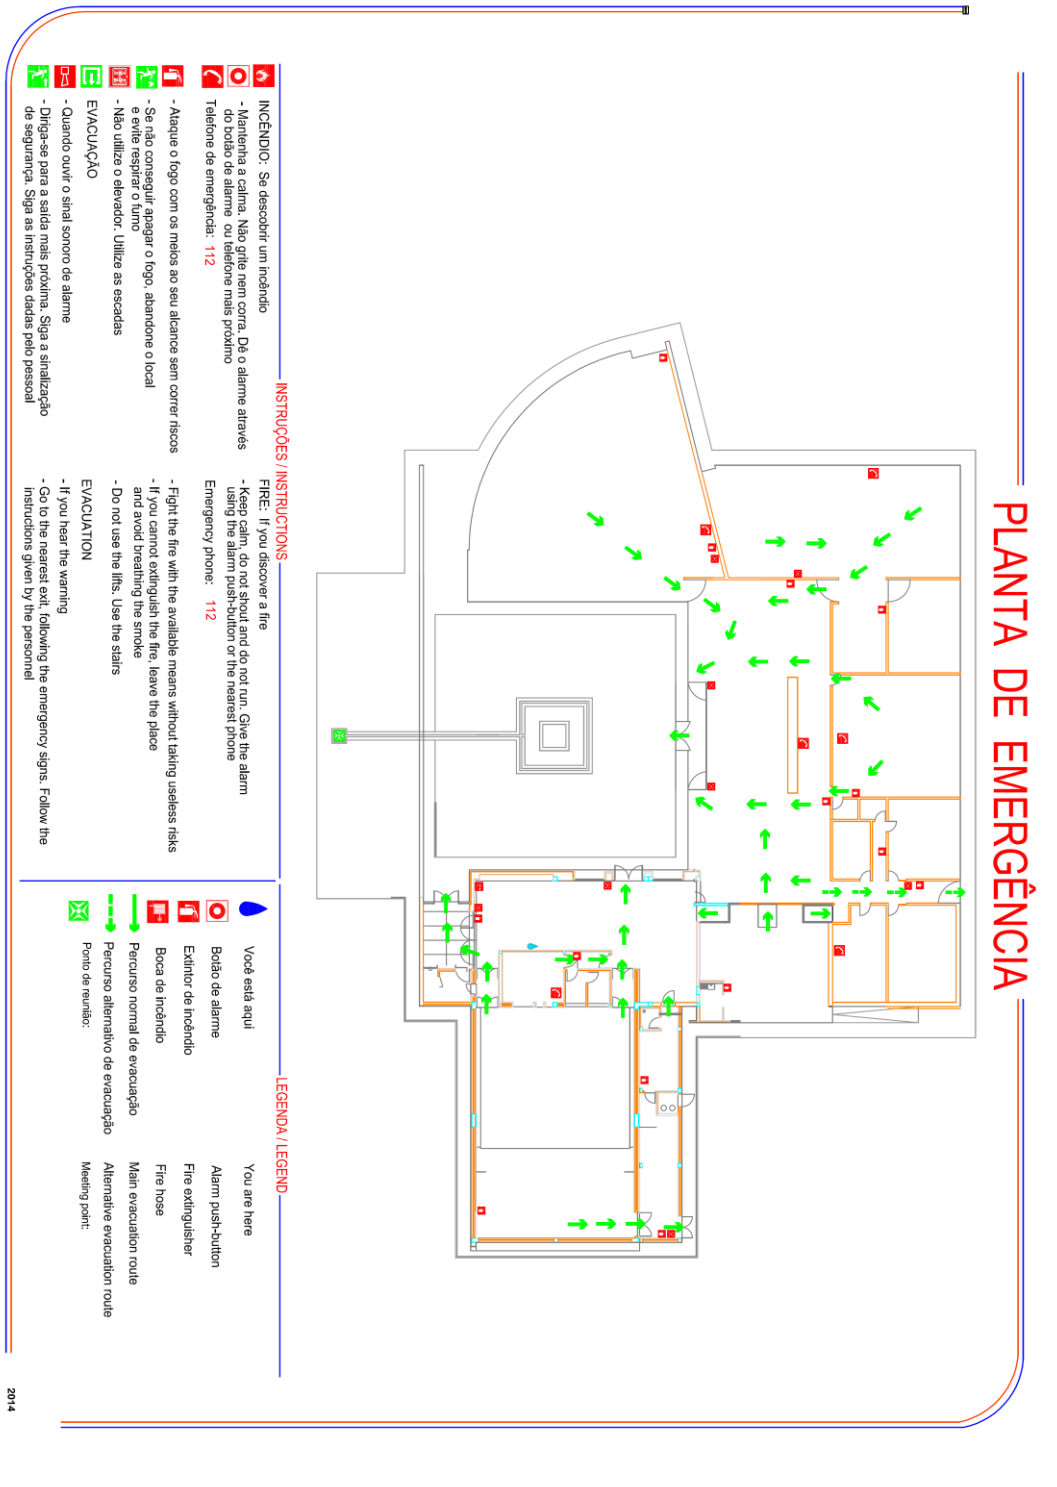 PLANTA DE EMERGÊNCIA
INSTRUÇÕES / INSTRUCTIONS
INCÊNDIO: Se descobrir um incêndio
- Mantenha a calma. Não grite nem corra. Dê o alarme através
do botão de alarme ou telefone mais próximo
Telefone de emergência: 112
- Ataque o fogo com os meios ao seu alcance sem correr riscos
- Se não conseguir apagar o fogo, abandone o local
e evite respirar o fumo
- Não utilize o elevador. Utilize as escadas
EVACUAÇÃO
- Quando ouvir o sinal sonoro de alarme
- Diriga-se para a saída mais próxima. Siga a sinalização
de segurança. Siga as instruções dadas pelo pessoal
FIRE: If you discover a fire
- Keep calm, do not shout and do not run. Give the alarm
using the alarm push-button or the nearest phone
Emergency phone: 112
- Fight the fire with the available means without taking useless risks
- If you cannot extinguish the fire, leave the place
and avoid breathing the smoke
- Do not use the lifts. Use the stairs
EVACUATION
- If you hear the warning
- Go to the nearest exit, following the emergency signs. Follow the
instructions given by the personnel
LEGENDA / LEGEND
Você está aqui You are here
Botão de alarme Alarm push-button
Extintor de incêndio Fire extinguisher
Boca de incêndio Fire hose
Percurso normal de evacuação Main evacuation route
Percurso alternativo de evacuação Alternative evacuation route
Ponto de reunião: Meeting point:
2014